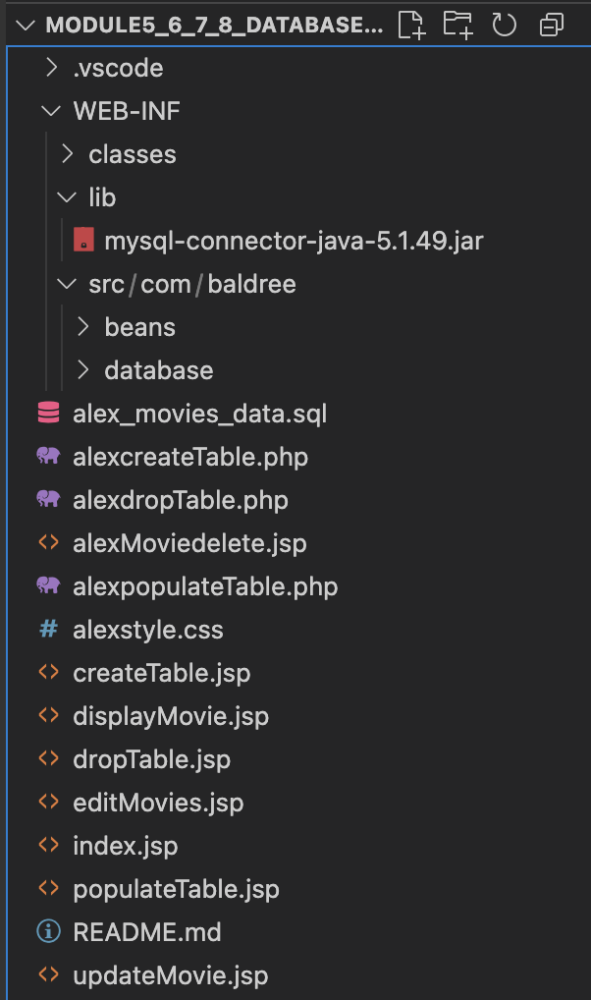 MODULE5_6_7_8_DATABASE...
.vscode
WEB-INF
classes
lib
mysql-connector-java-5.1.49.jar
src/com/baldree
beans
database
alex_movies_data.sql
alexcreateTable.php
alexdropTable.php
alexMoviedelete.jsp
alexpopulateTable.php
alexstyle.css
createTable.jsp
displayMovie.jsp
dropTable.jsp
editMovies.jsp
index.jsp
populateTable.jsp
README.md
updateMovie.jsp